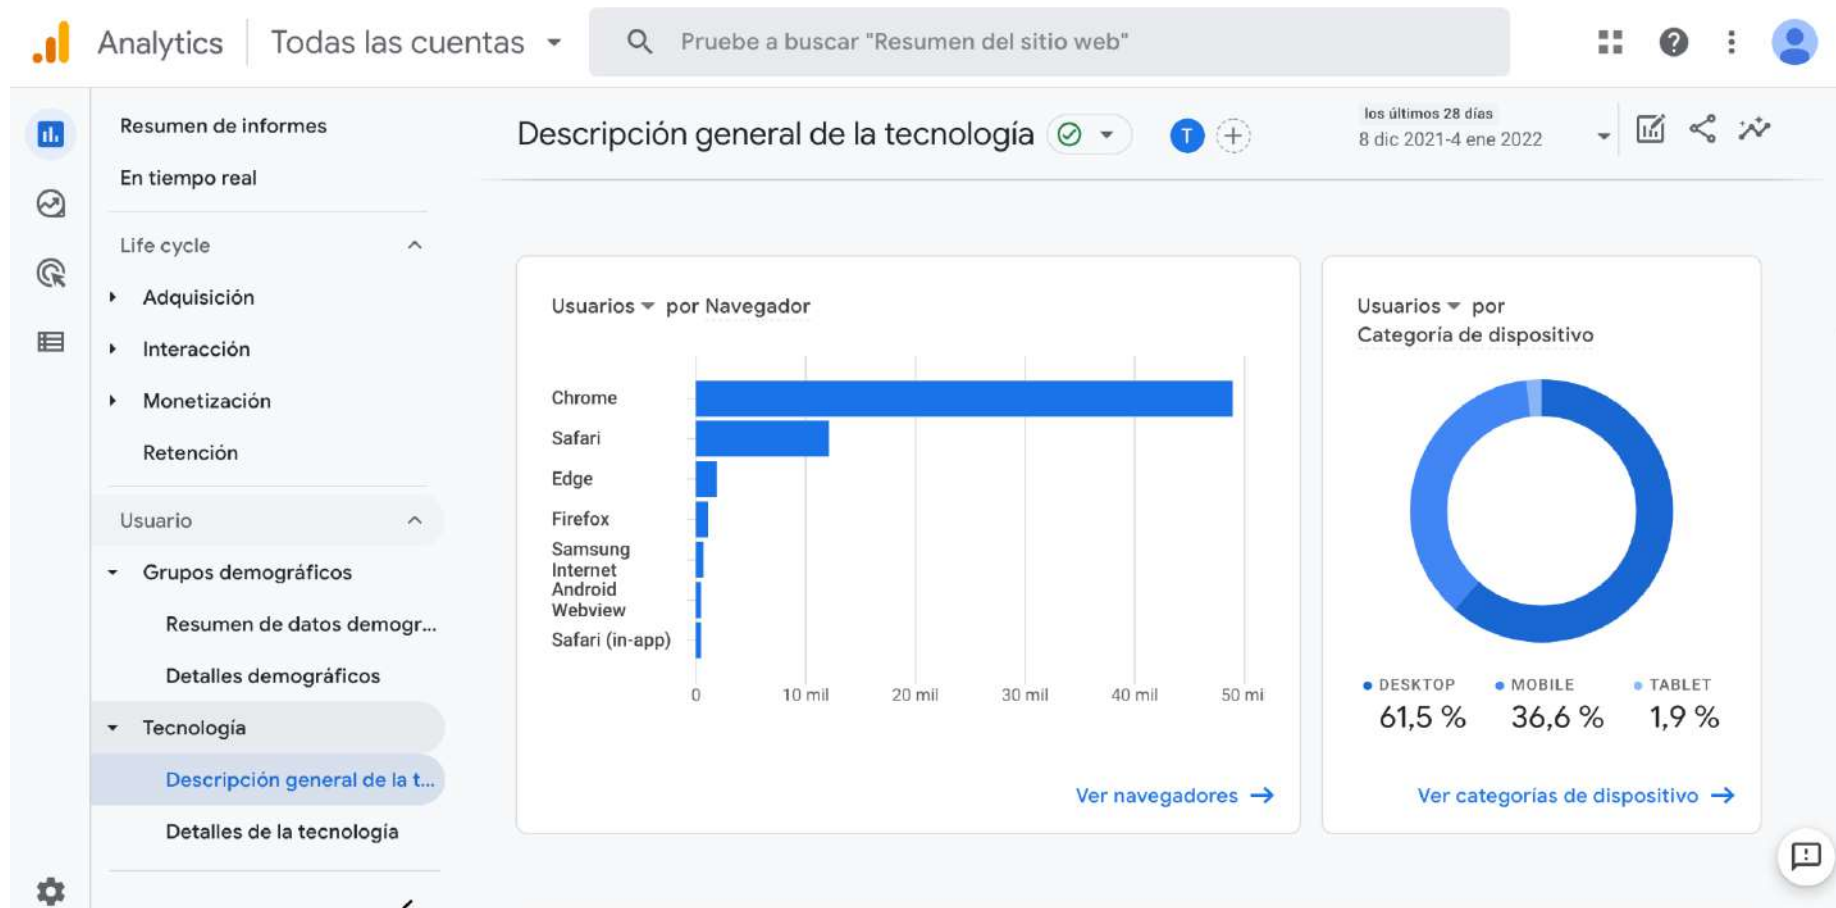 Analytics
Todas las cuentas
Pruebe a buscar "Resumen del sitio web"
Resumen de informes
En tiempo real
Life cycle
Adquisición
Interacción
Monetización
Retención
Usuario
Grupos demográficos
Resumen de datos demogr...
Detalles demográficos
Tecnología
Descripción general de la t...
Detalles de la tecnología
Descripción general de la tecnología
T
los últimos 28 días
8 dic 2021-4 ene 2022
Usuarios por Navegador
Chrome
Safari
Edge
Firefox
Samsung
Internet
Android
Webview
Safari (in-app)
0 10 mil 20 mil 30 mil 40 mil 50 mi
Ver navegadores
Usuarios por
Categoría de dispositivo
DESKTOP MOBILE TABLET
61,5 % 36,6 % 1,9 %
Ver categorías de dispositivo